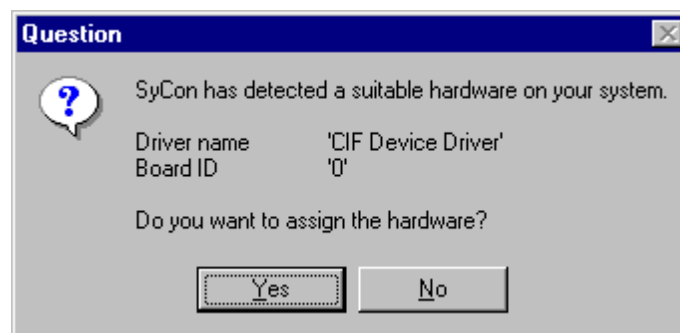 Question
?
SyCon has detected a suitable hardware on your system.
Driver name 'CIF Device Driver'
Board ID '0'
Do you want to assign the hardware?
Yes No